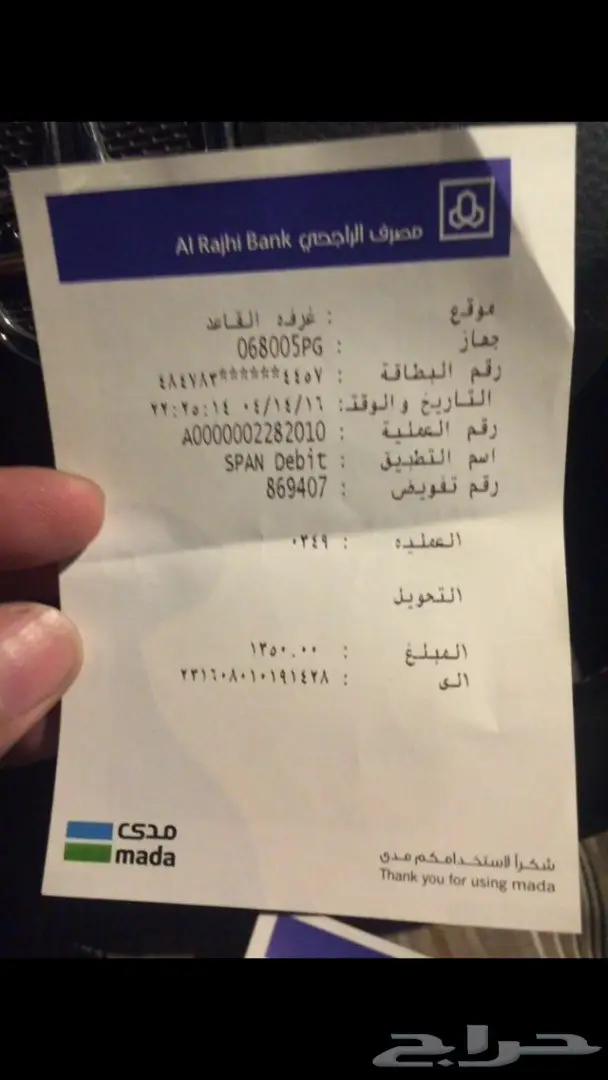 مصرف الراجحي Al Rajhi Bank
موقع : غرفه القاعد
جهاز : 068005PG
رقم البطاقة : ٤٨٤٧٨٣******٤٤٥٧
التاريخ والوقت: ٠٤/١٤/١٦ ٢٢:٢٥:١٤
رقم العملية : A0000002282010
اسم التطبيق : SPAN Debit
رقم تفويض : 869407
العمليه : ٠٣٤٩
التحويل
المبلغ : ١٣٥٠.٠٠
الى : ٢٣١٦٠٨٠١٠١٩١٤٢٨
مدى
mada
شكراً لاستخدامكم مدى
Thank you for using mada
حراج